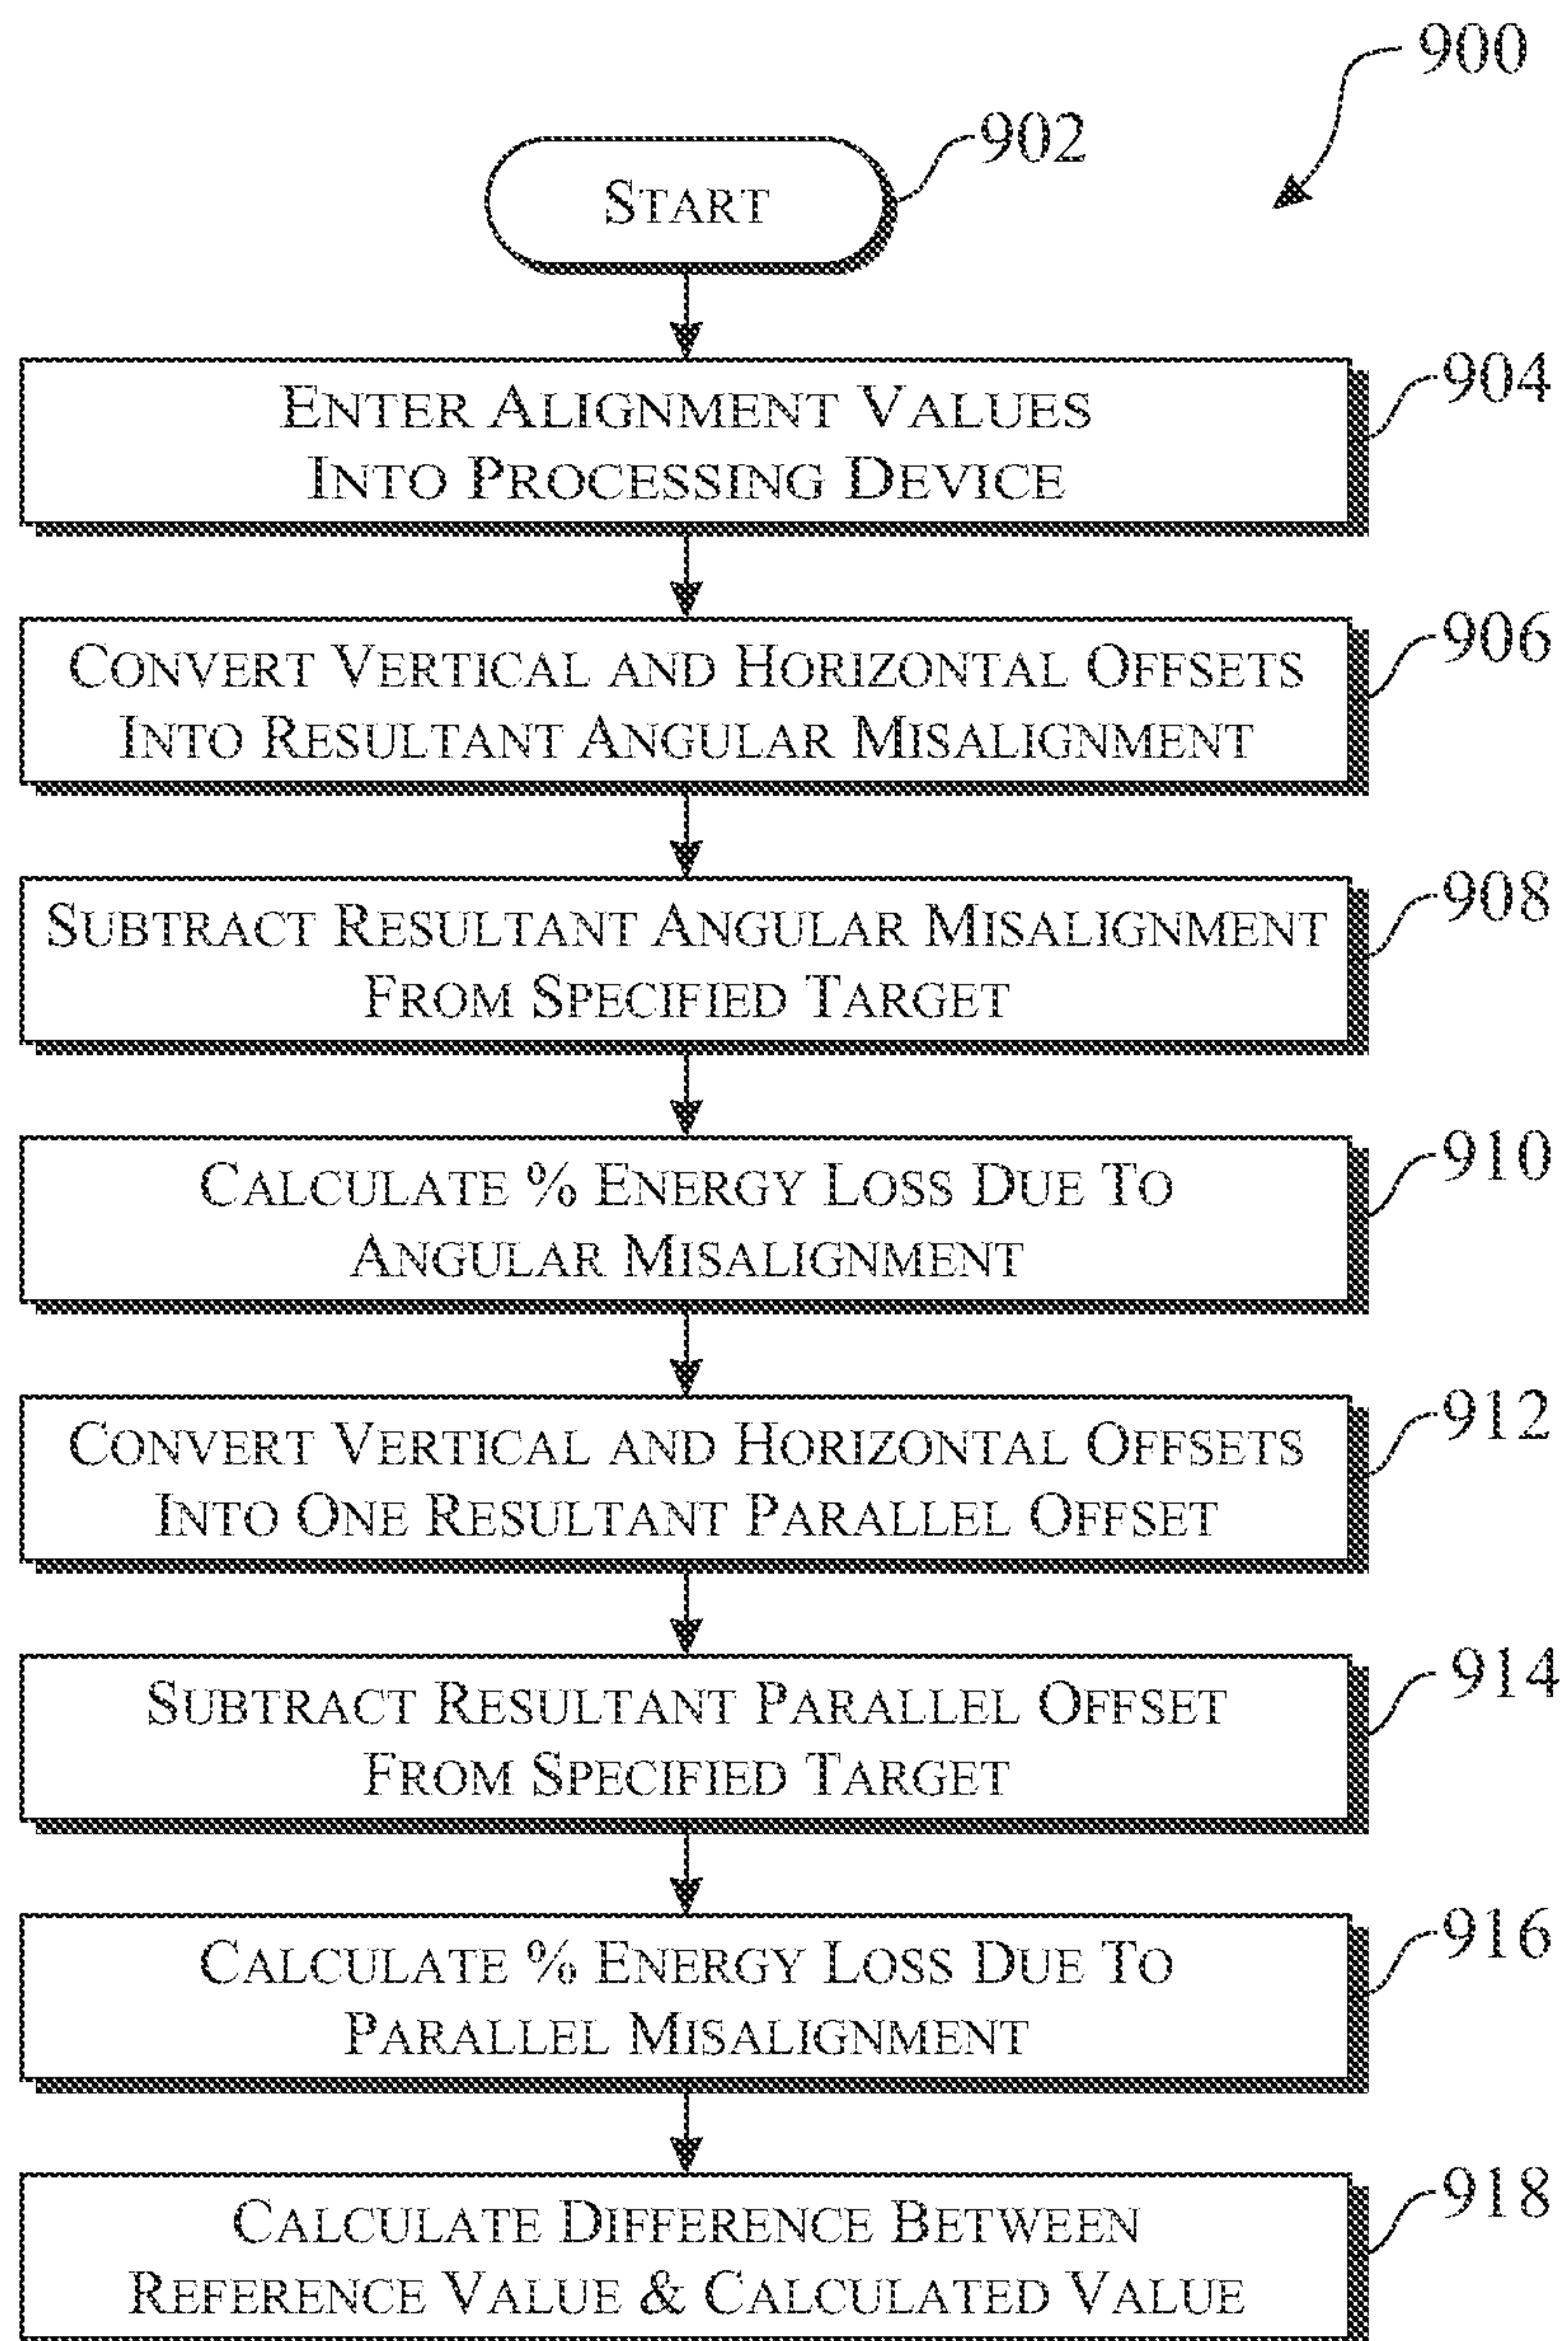 900
902
START
904
ENTER ALIGNMENT VALUES
INTO PROCESSING DEVICE
906
CONVERT VERTICAL AND HORIZONTAL OFFSETS
INTO RESULTANT ANGULAR MISALIGNMENT
908
SUBTRACT RESULTANT ANGULAR MISALIGNMENT
FROM SPECIFIED TARGET
910
CALCULATE % ENERGY LOSS DUE TO
ANGULAR MISALIGNMENT
912
CONVERT VERTICAL AND HORIZONTAL OFFSETS
INTO ONE RESULTANT PARALLEL OFFSET
914
SUBTRACT RESULTANT PARALLEL OFFSET
FROM SPECIFIED TARGET
916
CALCULATE % ENERGY LOSS DUE TO
PARALLEL MISALIGNMENT
918
CALCULATE DIFFERENCE BETWEEN
REFERENCE VALUE & CALCULATED VALUE